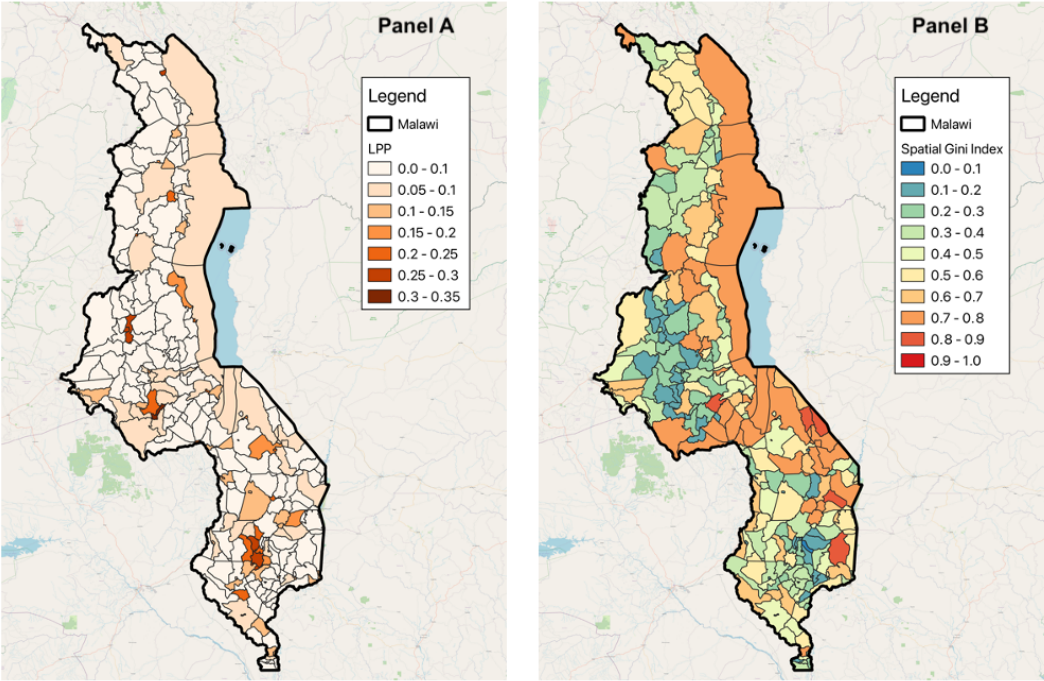 Panel A
Legend
Malawi
LPP
0.0 - 0.1
0.05 - 0.1
0.1 - 0.15
0.15 - 0.2
0.2 - 0.25
0.25 - 0.3
0.3 - 0.35
Panel B
Legend
Malawi
Spatial Gini Index
0.0 - 0.1
0.1 - 0.2
0.2 - 0.3
0.3 - 0.4
0.4 - 0.5
0.5 - 0.6
0.6 - 0.7
0.7 - 0.8
0.8 - 0.9
0.9 - 1.0